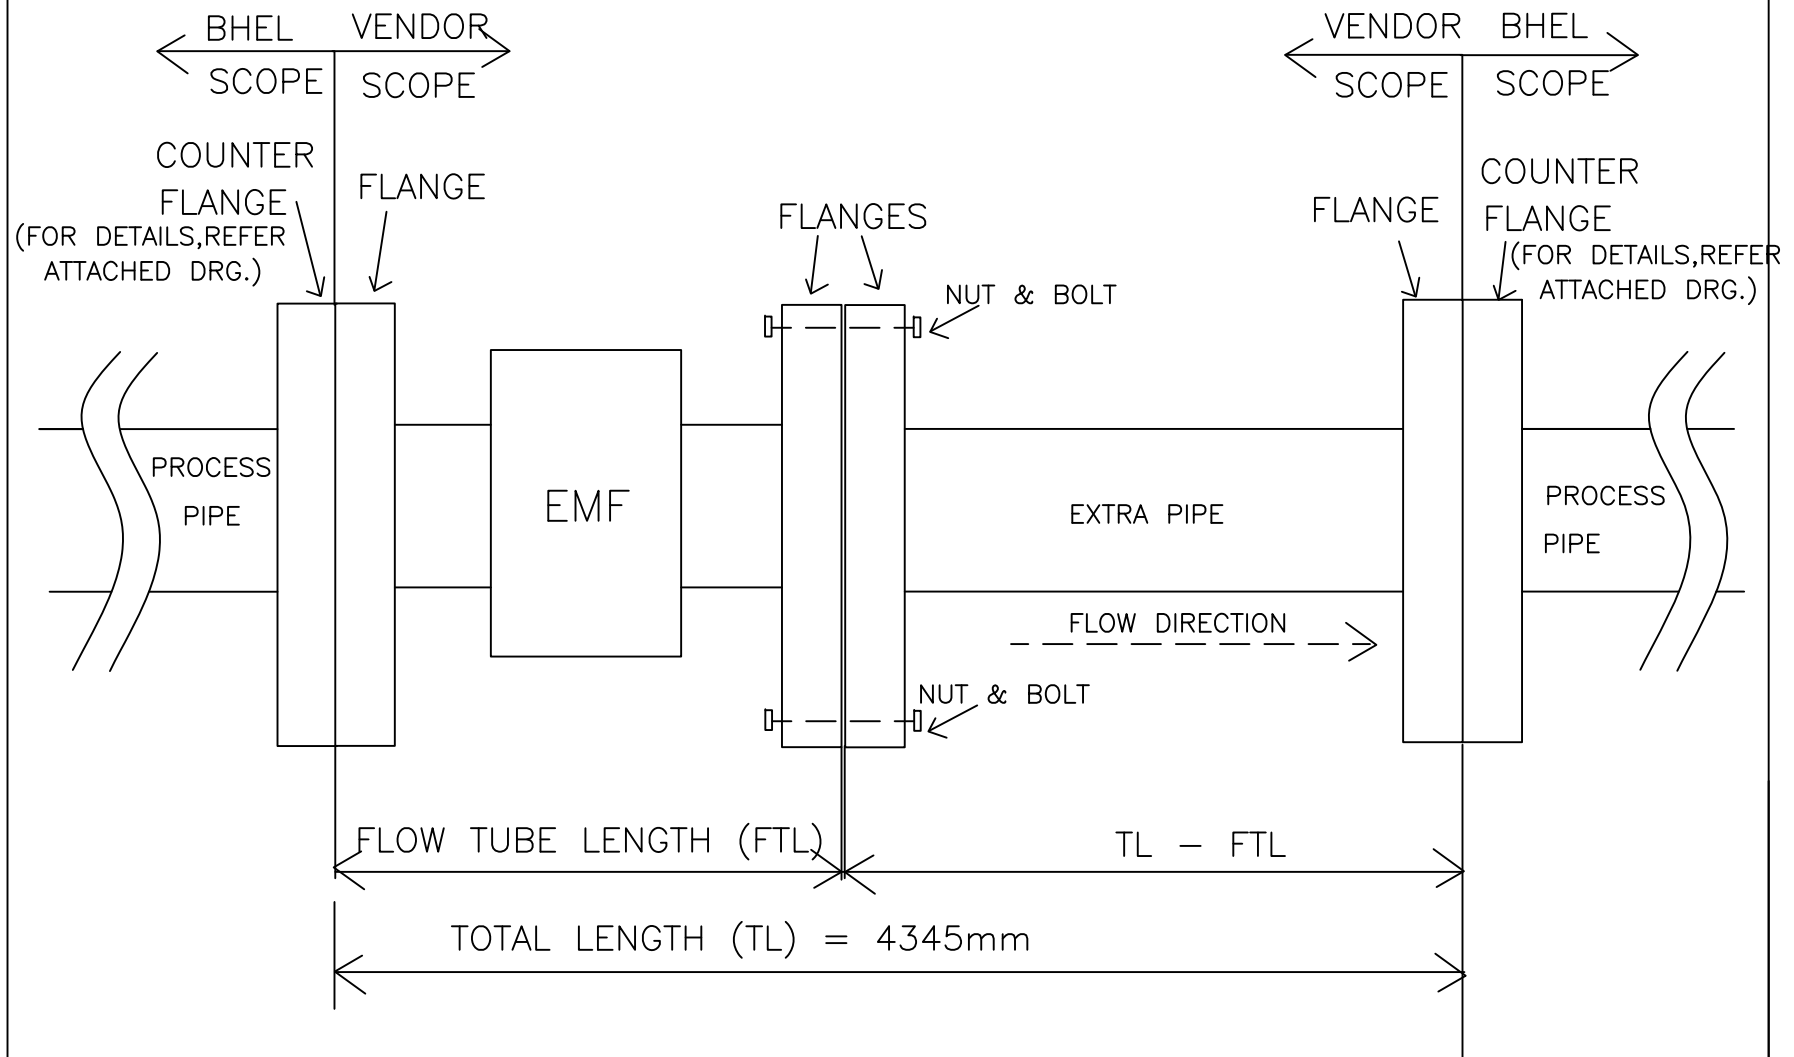 BHEL
SCOPE
VENDOR
SCOPE
VENDOR
SCOPE
BHEL
SCOPE
COUNTER
FLANGE
(FOR DETAILS,REFER
ATTACHED DRG.)
FLANGE
FLANGES
NUT & BOLT
FLANGE
COUNTER
FLANGE
(FOR DETAILS,REFER
ATTACHED DRG.)
PROCESS
PIPE
EMF
EXTRA PIPE
PROCESS
PIPE
FLOW DIRECTION
NUT & BOLT
FLOW TUBE LENGTH (FTL)
TL - FTL
TOTAL LENGTH (TL) = 4345mm